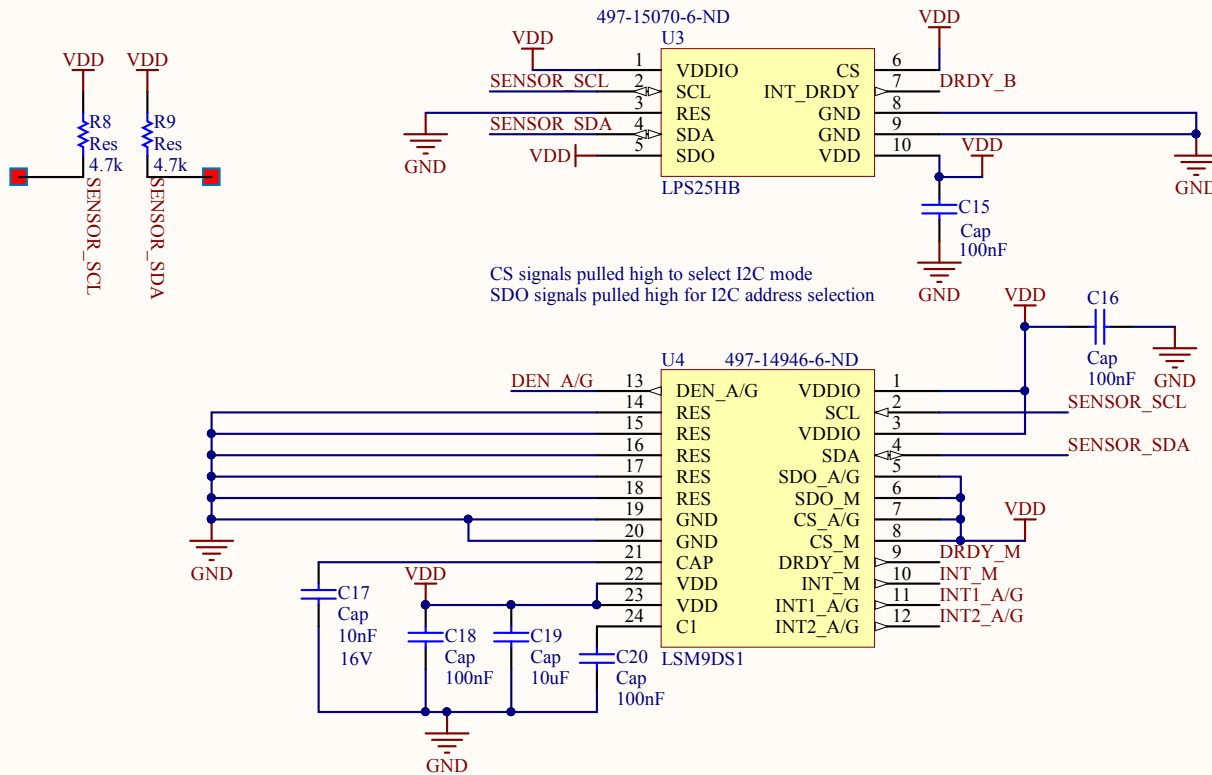 VDD
VDD
R8
Res
4.7k
R9
Res
4.7k
SENSOR_SCL
SENSOR_SDA
497-15070-6-ND
U3
VDD
VDD
1
VDDIO
CS
6
SENSOR_SCL
2
SCL
INT_DRDY
7
DRDY_B
3
RES
GND
8
SENSOR_SDA
4
SDA
GND
9
VDD
5
SDO
VDD
10
VDD
GND
GND
LPS25HB
C15
Cap
100nF
GND
CS signals pulled high to select I2C mode
SDO signals pulled high for I2C address selection
VDD
C16
Cap
100nF
GND
U4
497-14946-6-ND
DEN_A/G
13
DEN_A/G
VDDIO
1
14
RES
SCL
2
SENSOR_SCL
15
RES
VDDIO
3
16
RES
SDA
4
SENSOR_SDA
17
RES
SDO_A/G
5
18
RES
SDO_M
6
19
GND
CS_A/G
7
VDD
20
GND
CS_M
8
21
CAP
DRDY_M
9
DRDY_M
22
VDD
INT_M
10
INT_M
23
VDD
INT1_A/G
11
INT1_A/G
24
C1
INT2_A/G
12
INT2_A/G
LSM9DS1
GND
VDD
C17
Cap
10nF
16V
C18
Cap
100nF
C19
Cap
10uF
C20
Cap
100nF
GND